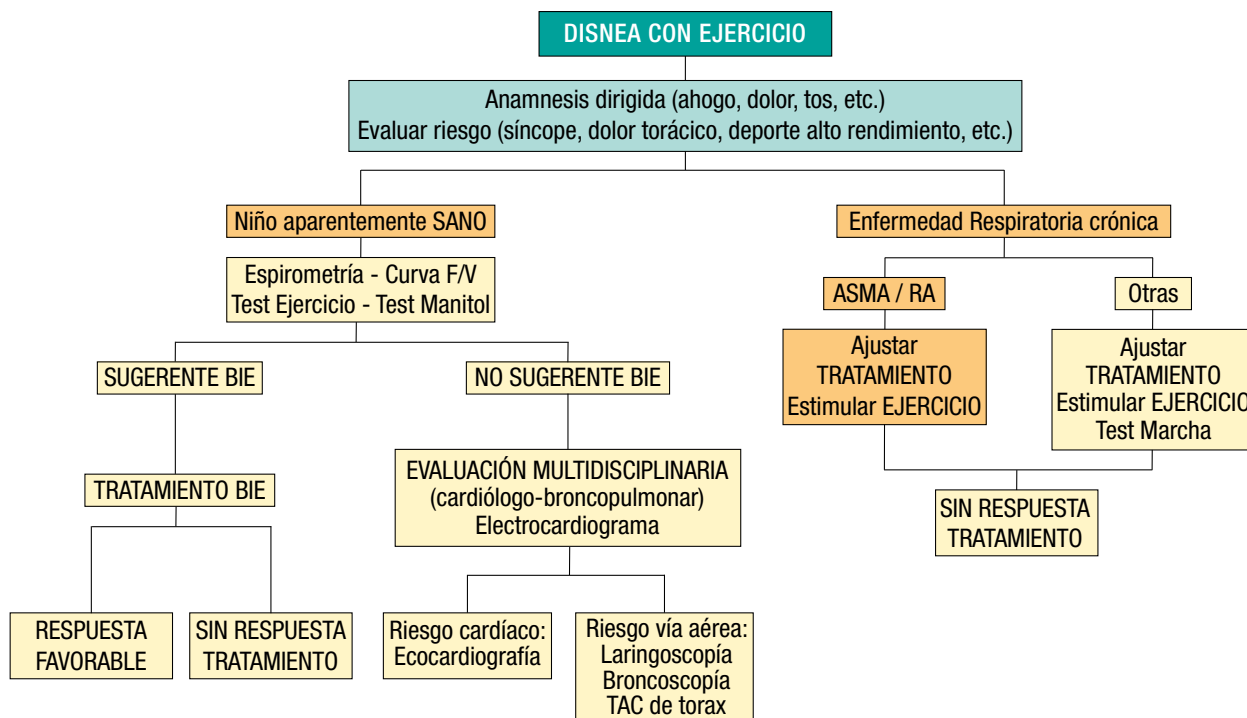 DISNEA CON EJERCICIO
Anamnesis dirigida (ahogo, dolor, tos, etc.)
Evaluar riesgo (síncope, dolor torácico, deporte alto rendimiento, etc.)
Niño aparentemente SANO
Enfermedad Respiratoria crónica
Espirometría - Curva F/V
Test Ejercicio - Test Manitol
ASMA / RA
Otras
Ajustar
TRATAMIENTO
Estimular EJERCICIO
Ajustar
TRATAMIENTO
Estimular EJERCICIO
Test Marcha
SUGERENTE BIE
NO SUGERENTE BIE
TRATAMIENTO BIE
EVALUACIÓN MULTIDISCIPLINARIA
(cardiólogo-broncopulmonar)
Electrocardiograma
SIN RESPUESTA
TRATAMIENTO
RESPUESTA
FAVORABLE
SIN RESPUESTA
TRATAMIENTO
Riesgo cardíaco:
Ecocardiografía
Riesgo vía aérea:
Laringoscopía
Broncoscopía
TAC de torax